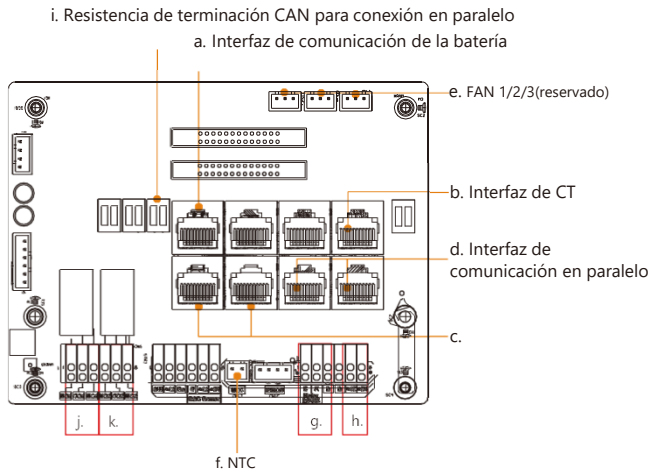 i. Resistencia de terminación CAN para conexión en paralelo
a. Interfaz de comunicación de la batería
e. FAN 1/2/3(reservado)
b. Interfaz de CT
d. Interfaz de
comunicación en paralelo
c.
g.
h.
j.
k.
f. NTC